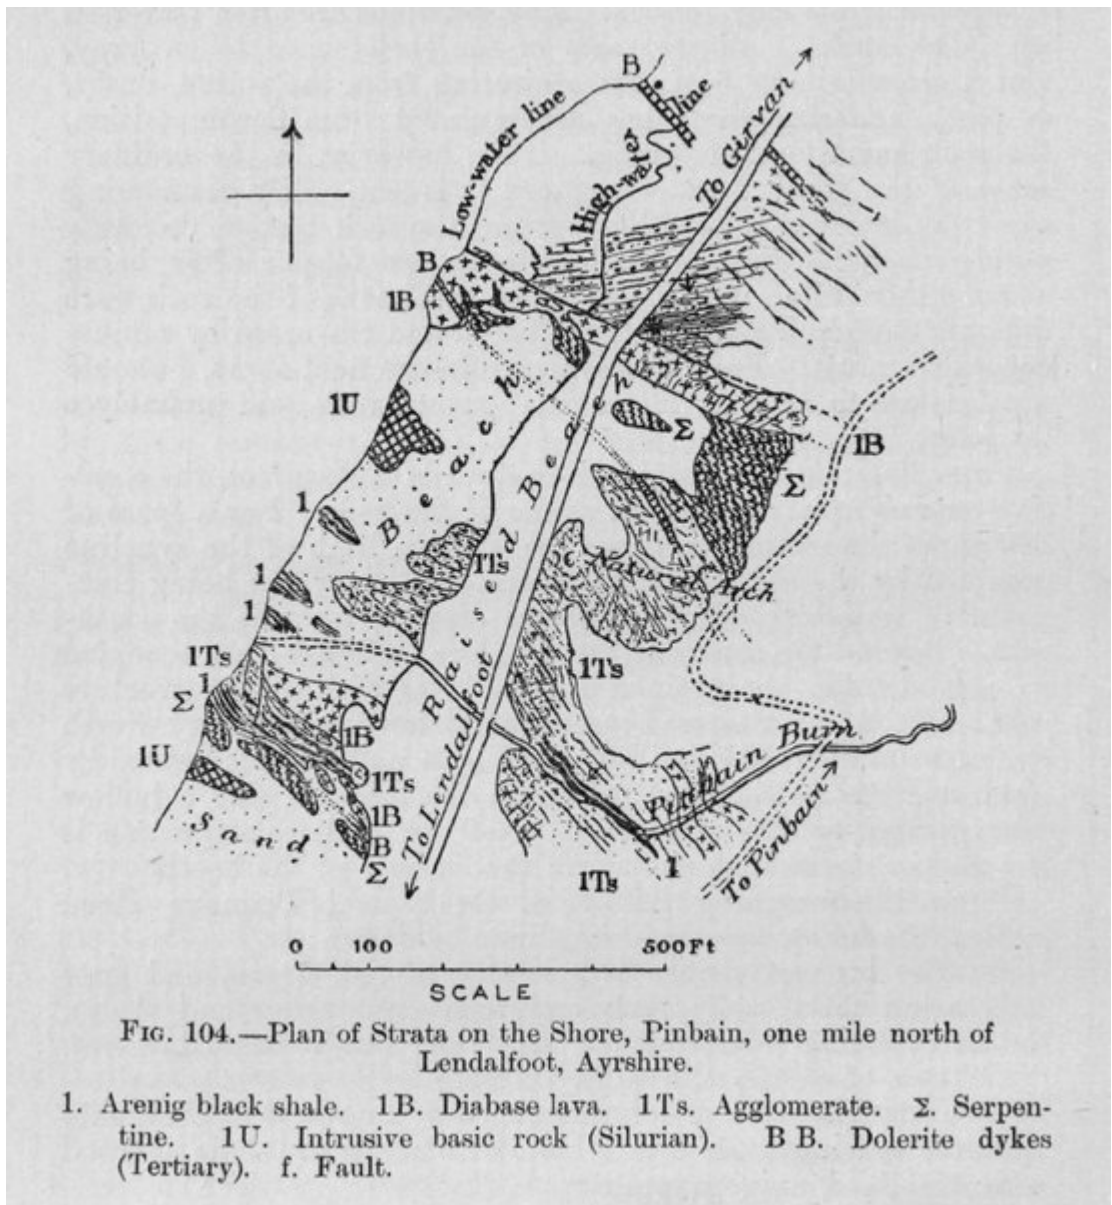 B
Low-water line
High-water line
To Girvan
B
1B
1U
Σ
1B
Σ
1
Beach
1Ts
Natural Arch
1
1
Raised Beach
1Ts
1Ts
1
Σ
1B
Pinbain Burn
1U
1Ts
1B
Sand
B
Σ
To Lendalfoot
To Pinbain
1Ts
1
0 100 500 Ft
SCALE
FIG. 104.—Plan of Strata on the Shore, Pinbain, one mile north of
Lendalfoot, Ayrshire.
1. Arenig black shale. 1B. Diabase lava. 1Ts. Agglomerate. Σ. Serpen-
tine. 1U. Intrusive basic rock (Silurian). B B. Dolerite dykes
(Tertiary). f. Fault.